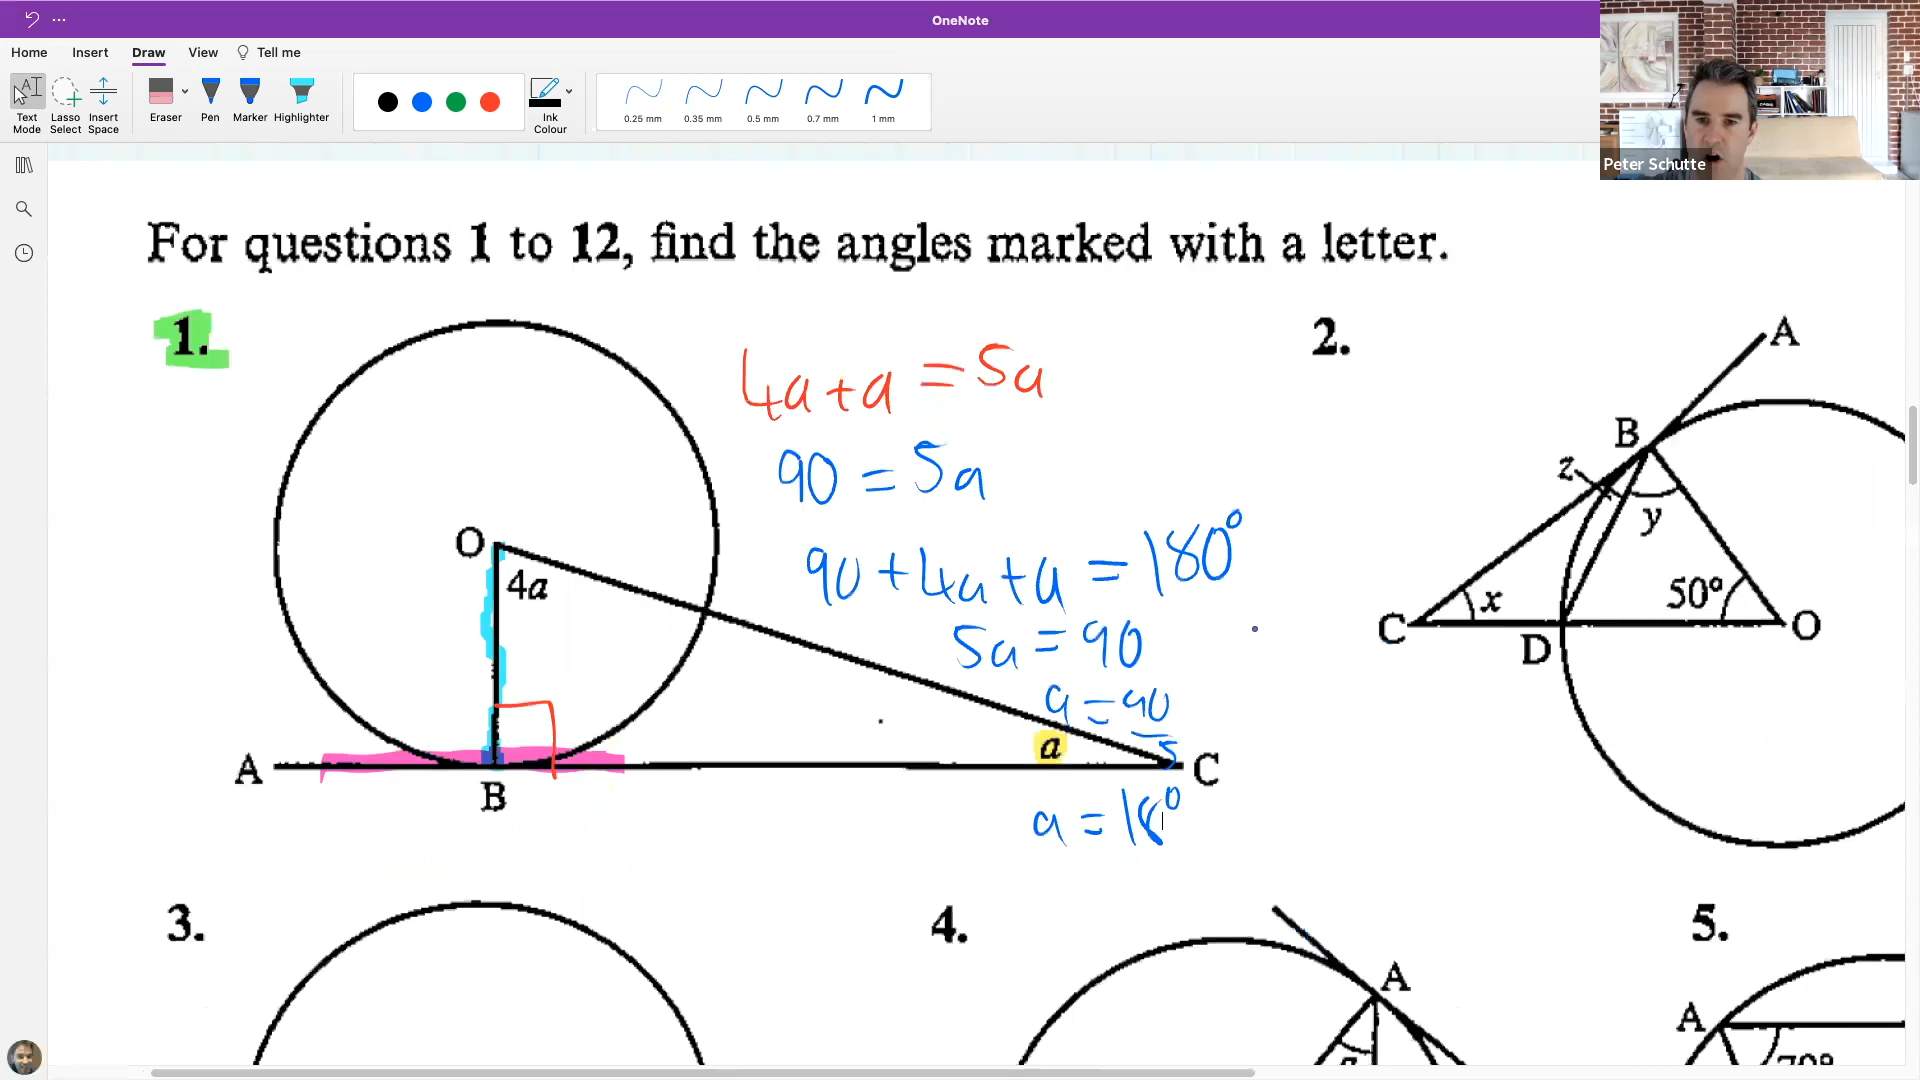 OneNote
Home Insert Draw View Tell me
Text Mode
Lasso Select
Insert Space
Eraser
Pen
Marker
Highlighter
Ink Colour
0.25 mm
0.35 mm
0.5 mm
0.7 mm
1 mm
Peter Schutte
For questions 1 to 12, find the angles marked with a letter.
1.
4a+a = 5a
90 = 5a
90+4a+a = 180°
5a = 90
a = 90
5
a = 18°
O
4a
a
A
B
C
2.
A
B
z
y
x
50°
C
D
O
3.
4.
A
5.
A
70°